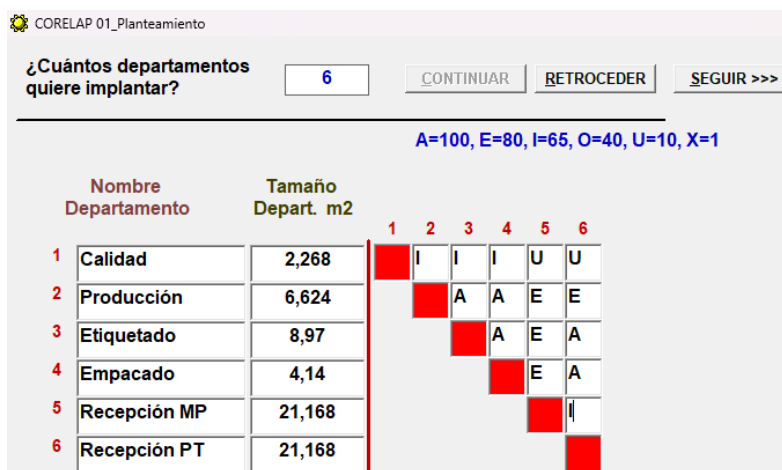 CORELAP 01_Planteamiento
¿Cuántos departamentos quiere implantar?
6
CONTINUAR
RETROCEDER
SEGUIR >>>
A=100, E=80, I=65, O=40, U=10, X=1
Nombre Departamento
Tamaño Depart. m2
1 2 3 4 5 6
1 Calidad 2,268 I I I U U
2 Producción 6,624 A A E E
3 Etiquetado 8,97 A E A
4 Empacado 4,14 E A
5 Recepción MP 21,168 I
6 Recepción PT 21,168